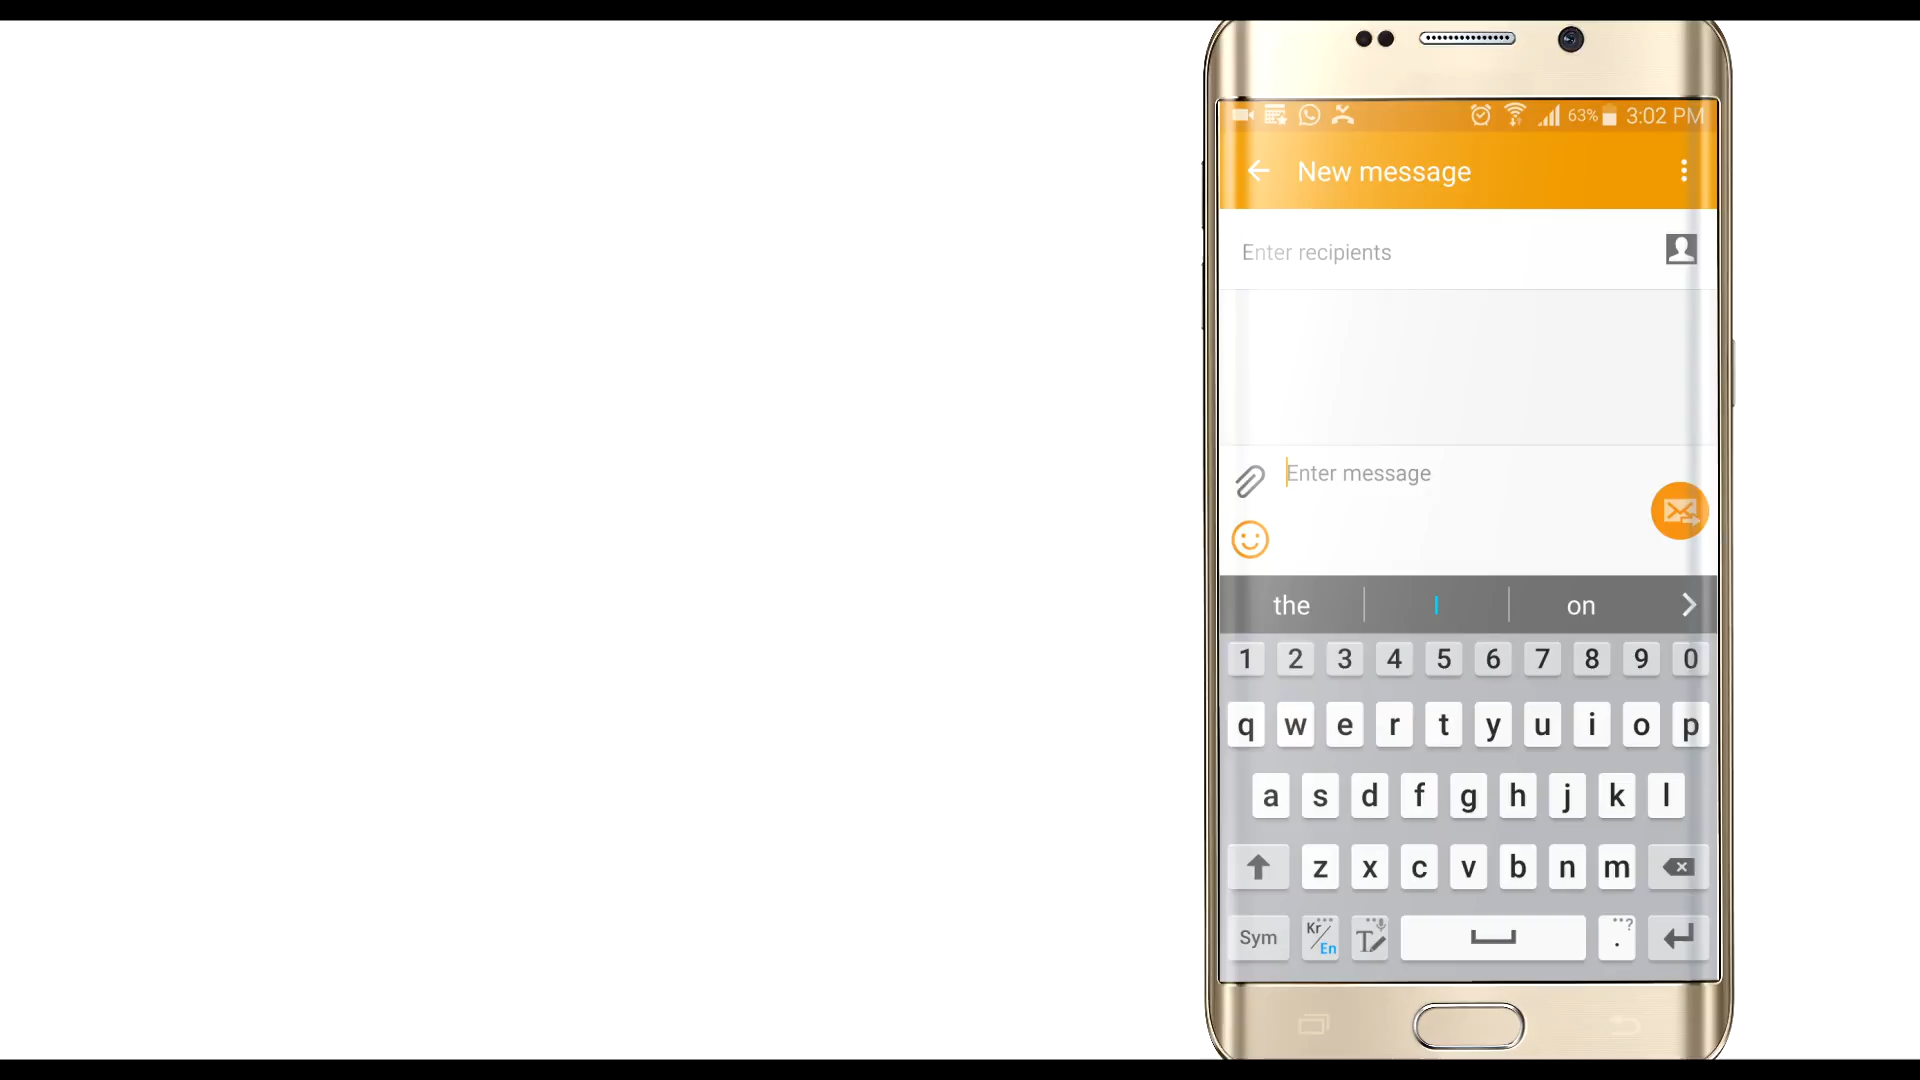 63% 3:02 PM
New message
Enter recipients
Enter message
the I on
1 2 3 4 5 6 7 8 9 0
q w e r t y u i o p
a s d f g h j k l
z x c v b n m
Sym Kr/En T . ?